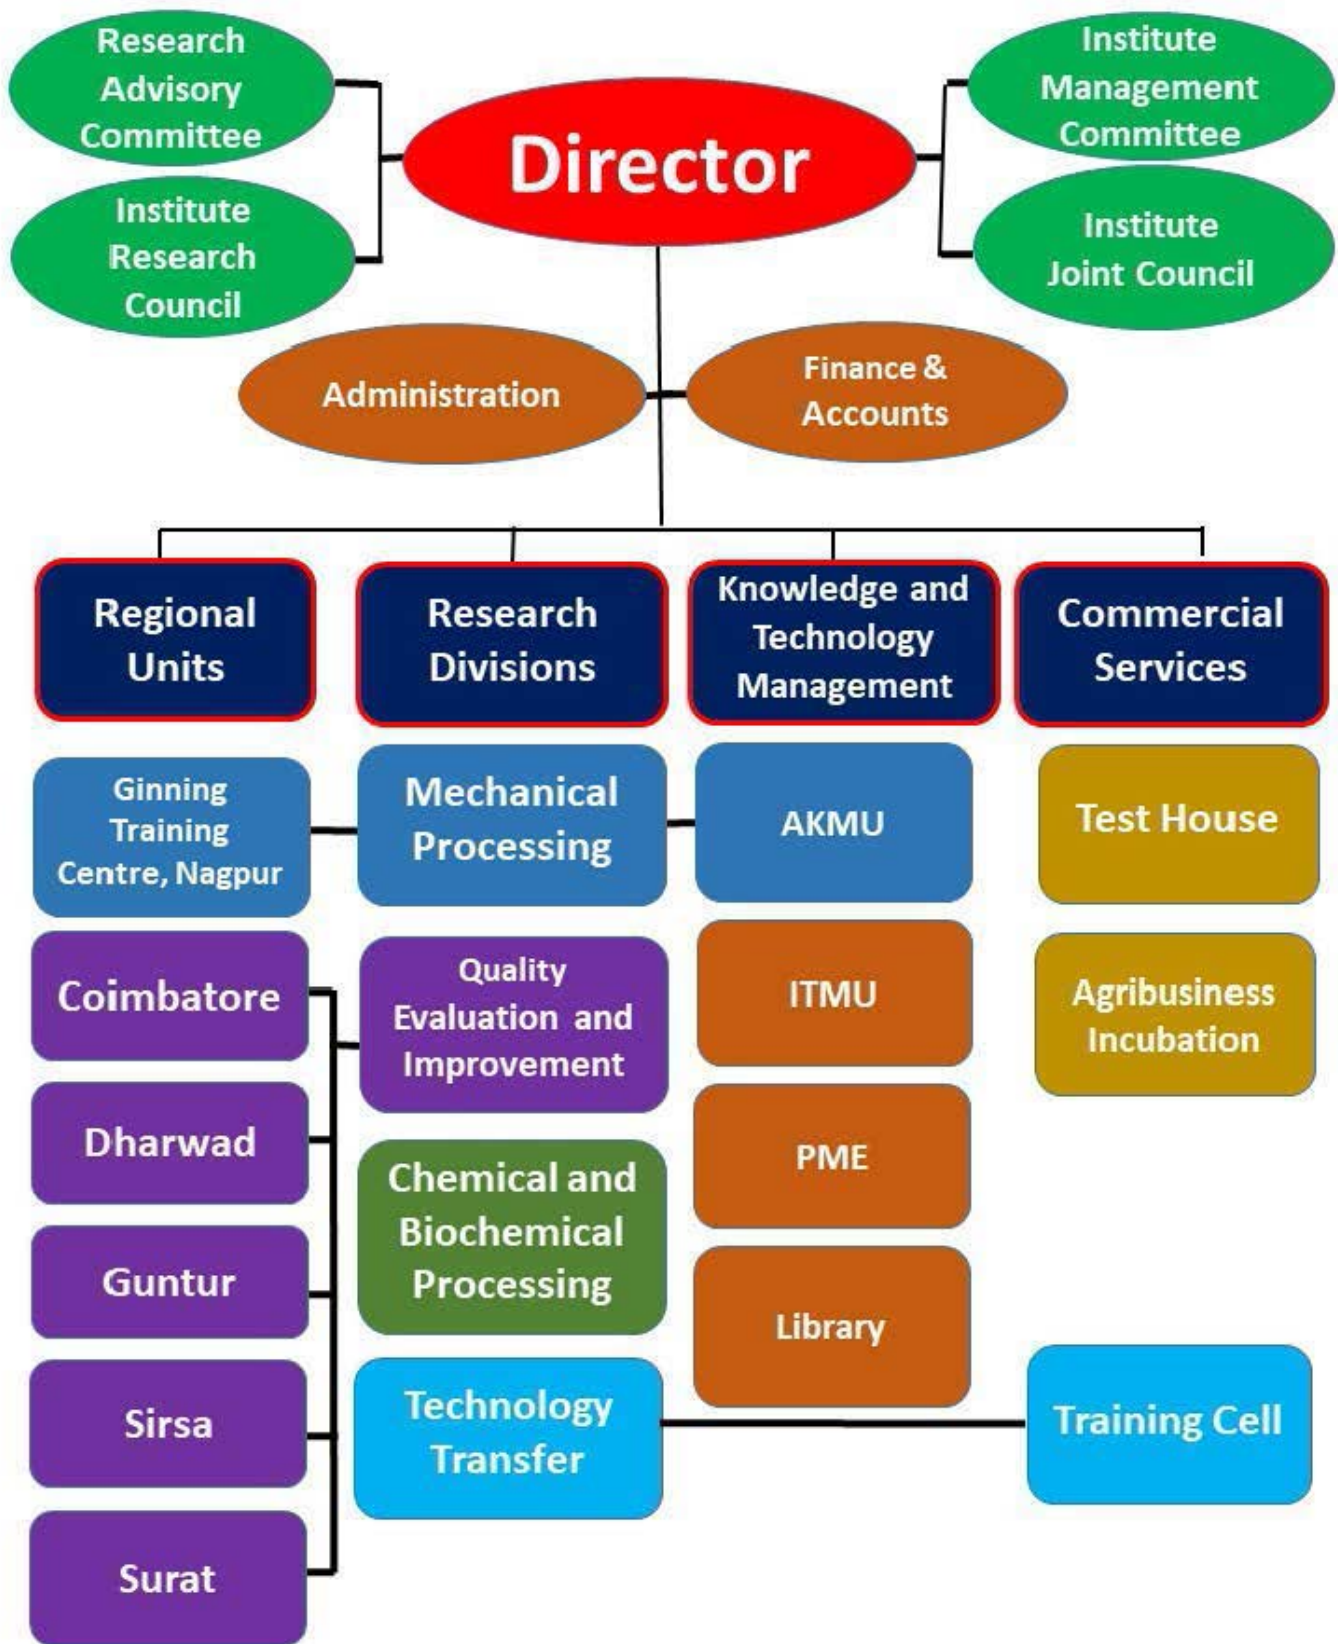 Research
Advisory
Committee
Institute
Research
Council
Director
Institute
Management
Committee
Institute
Joint Council
Administration
Finance &
Accounts
Regional
Units
Research
Divisions
Knowledge and
Technology
Management
Commercial
Services
Ginning
Training
Centre, Nagpur
Coimbatore
Dharwad
Guntur
Sirsa
Surat
Mechanical
Processing
Quality
Evaluation and
Improvement
Chemical and
Biochemical
Processing
Technology
Transfer
AKMU
ITMU
PME
Library
Test House
Agribusiness
Incubation
Training Cell